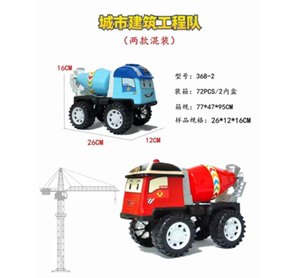 城市建筑工程队
(两款混装)
16CM
26CM
12CM
型号：368-2
装箱：72PCS/2内盒
箱规：77*47*95CM
样品规格：26*12*16CM